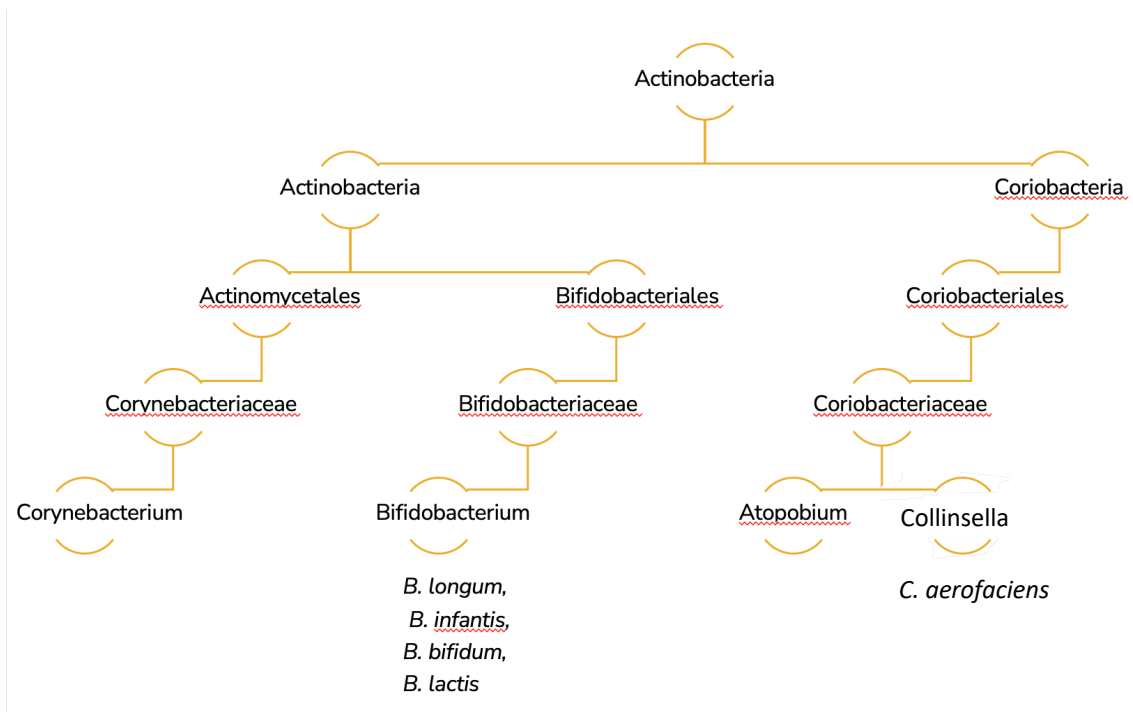 Actinobacteria
Actinobacteria
Coriobacteria
Actinomycetales
Bifidobacteriales
Coriobacteriales
Corynebacteriaceae
Bifidobacteriaceae
Coriobacteriaceae
Corynebacterium
Bifidobacterium
Atopobium
Collinsella
B. longum,
B. infantis,
B. bifidum,
B. lactis
C. aerofaciens